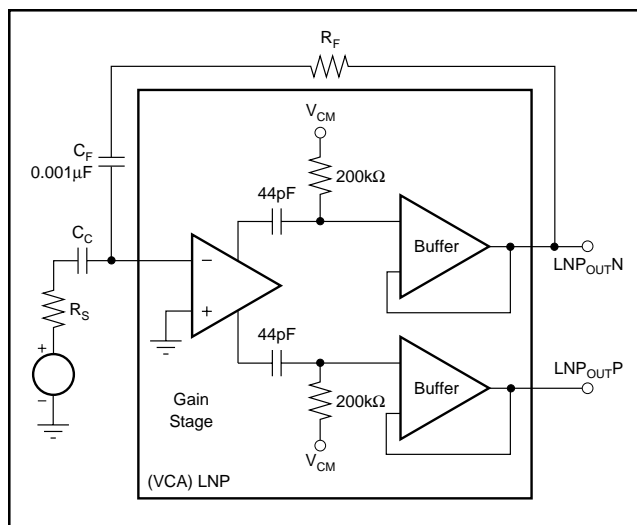 R_F
V_CM
C_F
0.001µF
200kΩ
44pF
C_C
Buffer
LNP_OUTN
R_S
−
+
+
−
44pF
LNP_OUTP
Buffer
Gain
Stage
200kΩ
V_CM
(VCA) LNP